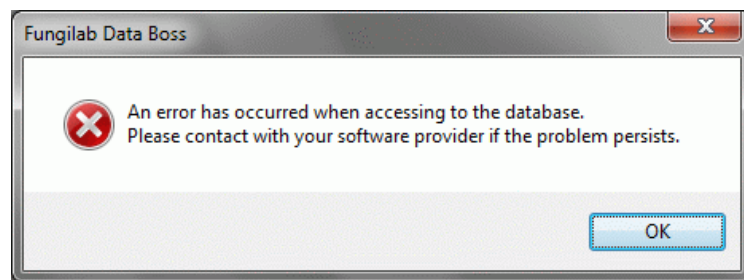 Fungilab Data Boss
An error has occurred when accessing to the database.
Please contact with your software provider if the problem persists.
OK